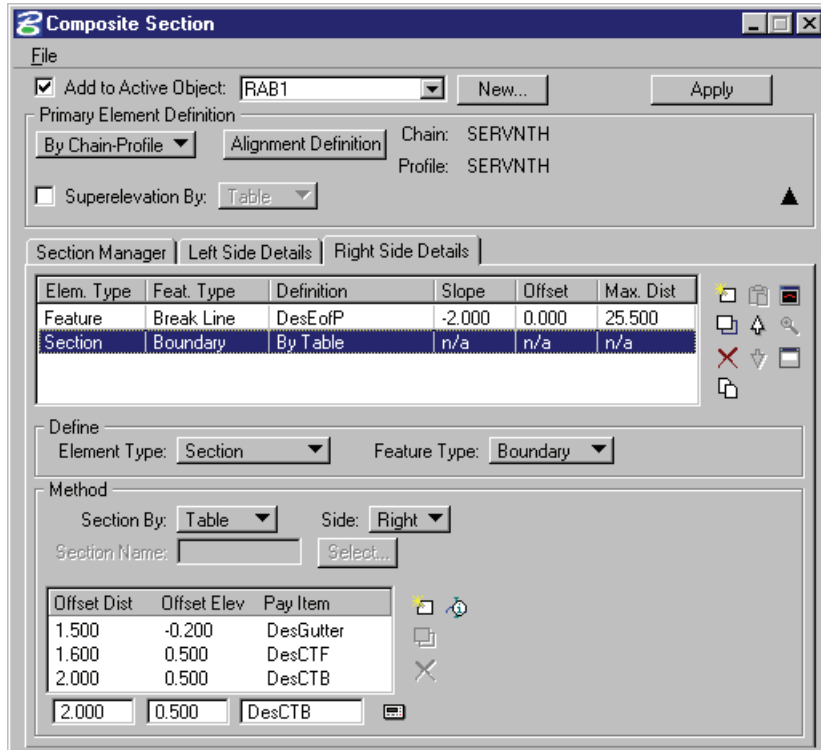 Composite Section
File
Add to Active Object: RAB1 New... Apply
Primary Element Definition
By Chain-Profile Alignment Definition Chain: SERVNTH
Profile: SERVNTH
Superelevation By: Table
Section Manager Left Side Details Right Side Details
Elem. Type Feat. Type Definition Slope Offset Max. Dist
Feature Break Line DesEofP -2.000 0.000 25.500
Section Boundary By Table n/a n/a n/a
Define
Element Type: Section Feature Type: Boundary
Method
Section By: Table Side: Right
Section Name: Select...
Offset Dist Offset Elev Pay Item
1.500 -0.200 DesGutter
1.600 0.500 DesCTF
2.000 0.500 DesCTB
2.000 0.500 DesCTB